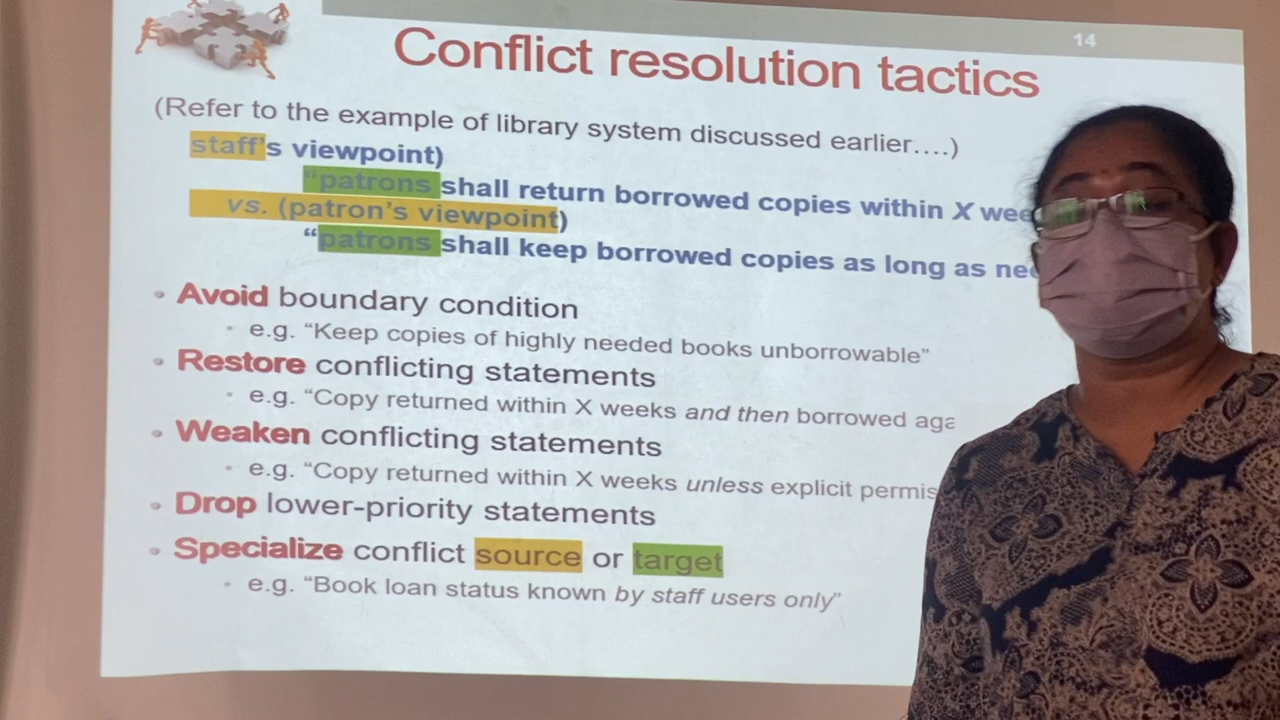 14
Conflict resolution tactics
(Refer to the example of library system discussed earlier….)
staff's viewpoint)
“patrons shall return borrowed copies within X
vs. (patron's viewpoint)
“patrons shall keep borrowed copies as long as
• Avoid boundary condition
• e.g. “Keep copies of highly needed books unborrowable”
• Restore conflicting statements
• e.g. “Copy returned within X weeks and then borrowed
• Weaken conflicting statements
• e.g. “Copy returned within X weeks unless explicit
• Drop lower-priority statements
• Specialize conflict source or target
• e.g. “Book loan status known by staff users only”